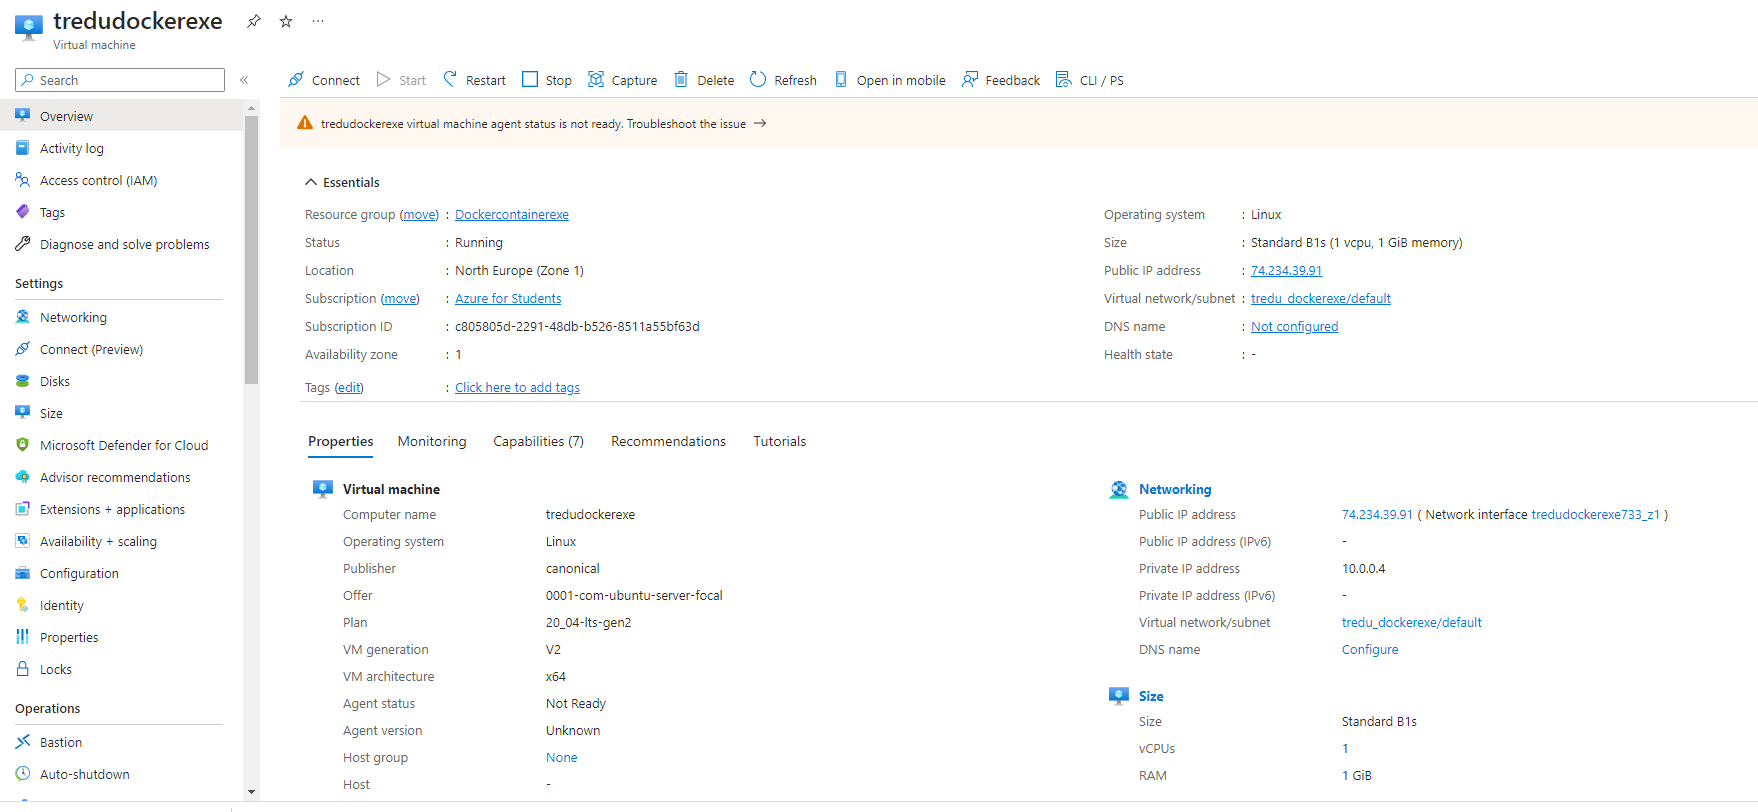 tredudockerexe
Virtual machine
Search
Connect
Start
Restart
Stop
Capture
Delete
Refresh
Open in mobile
Feedback
CLI / PS
Overview
Activity log
Access control (IAM)
Tags
Diagnose and solve problems
Settings
Networking
Connect (Preview)
Disks
Size
Microsoft Defender for Cloud
Advisor recommendations
Extensions + applications
Availability + scaling
Configuration
Identity
Properties
Locks
Operations
Bastion
Auto-shutdown
tredudockerexe virtual machine agent status is not ready. Troubleshoot the issue →
Essentials
Resource group (move) : Dockercontainerexe
Status : Running
Location : North Europe (Zone 1)
Subscription (move) : Azure for Students
Subscription ID : c805805d-2291-48db-b526-8511a55bf63d
Availability zone : 1
Tags (edit) : Click here to add tags
Operating system : Linux
Size : Standard B1s (1 vcpu, 1 GiB memory)
Public IP address : 74.234.39.91
Virtual network/subnet : tredu_dockerexe/default
DNS name : Not configured
Health state : -
Properties
Monitoring
Capabilities (7)
Recommendations
Tutorials
Virtual machine
Computer name tredudockerexe
Operating system Linux
Publisher canonical
Offer 0001-com-ubuntu-server-focal
Plan 20_04-lts-gen2
VM generation V2
VM architecture x64
Agent status Not Ready
Agent version Unknown
Host group None
Host -
Networking
Public IP address 74.234.39.91 ( Network interface tredudockerexe733_z1 )
Public IP address (IPv6) -
Private IP address 10.0.0.4
Private IP address (IPv6) -
Virtual network/subnet tredu_dockerexe/default
DNS name Configure
Size
Size Standard B1s
vCPUs 1
RAM 1 GiB